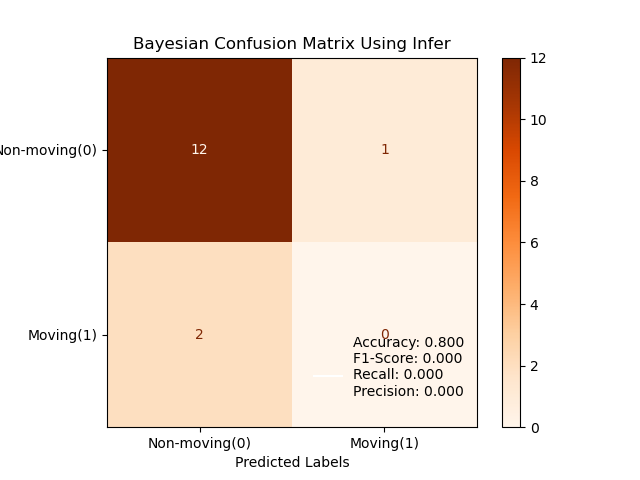 Bayesian Confusion Matrix Using Infer
12
10
8
6
4
2
0
Non-moving(0)
12
1
Moving(1)
2
0
Accuracy: 0.800
F1-Score: 0.000
Recall: 0.000
Precision: 0.000
Non-moving(0)
Moving(1)
Predicted Labels